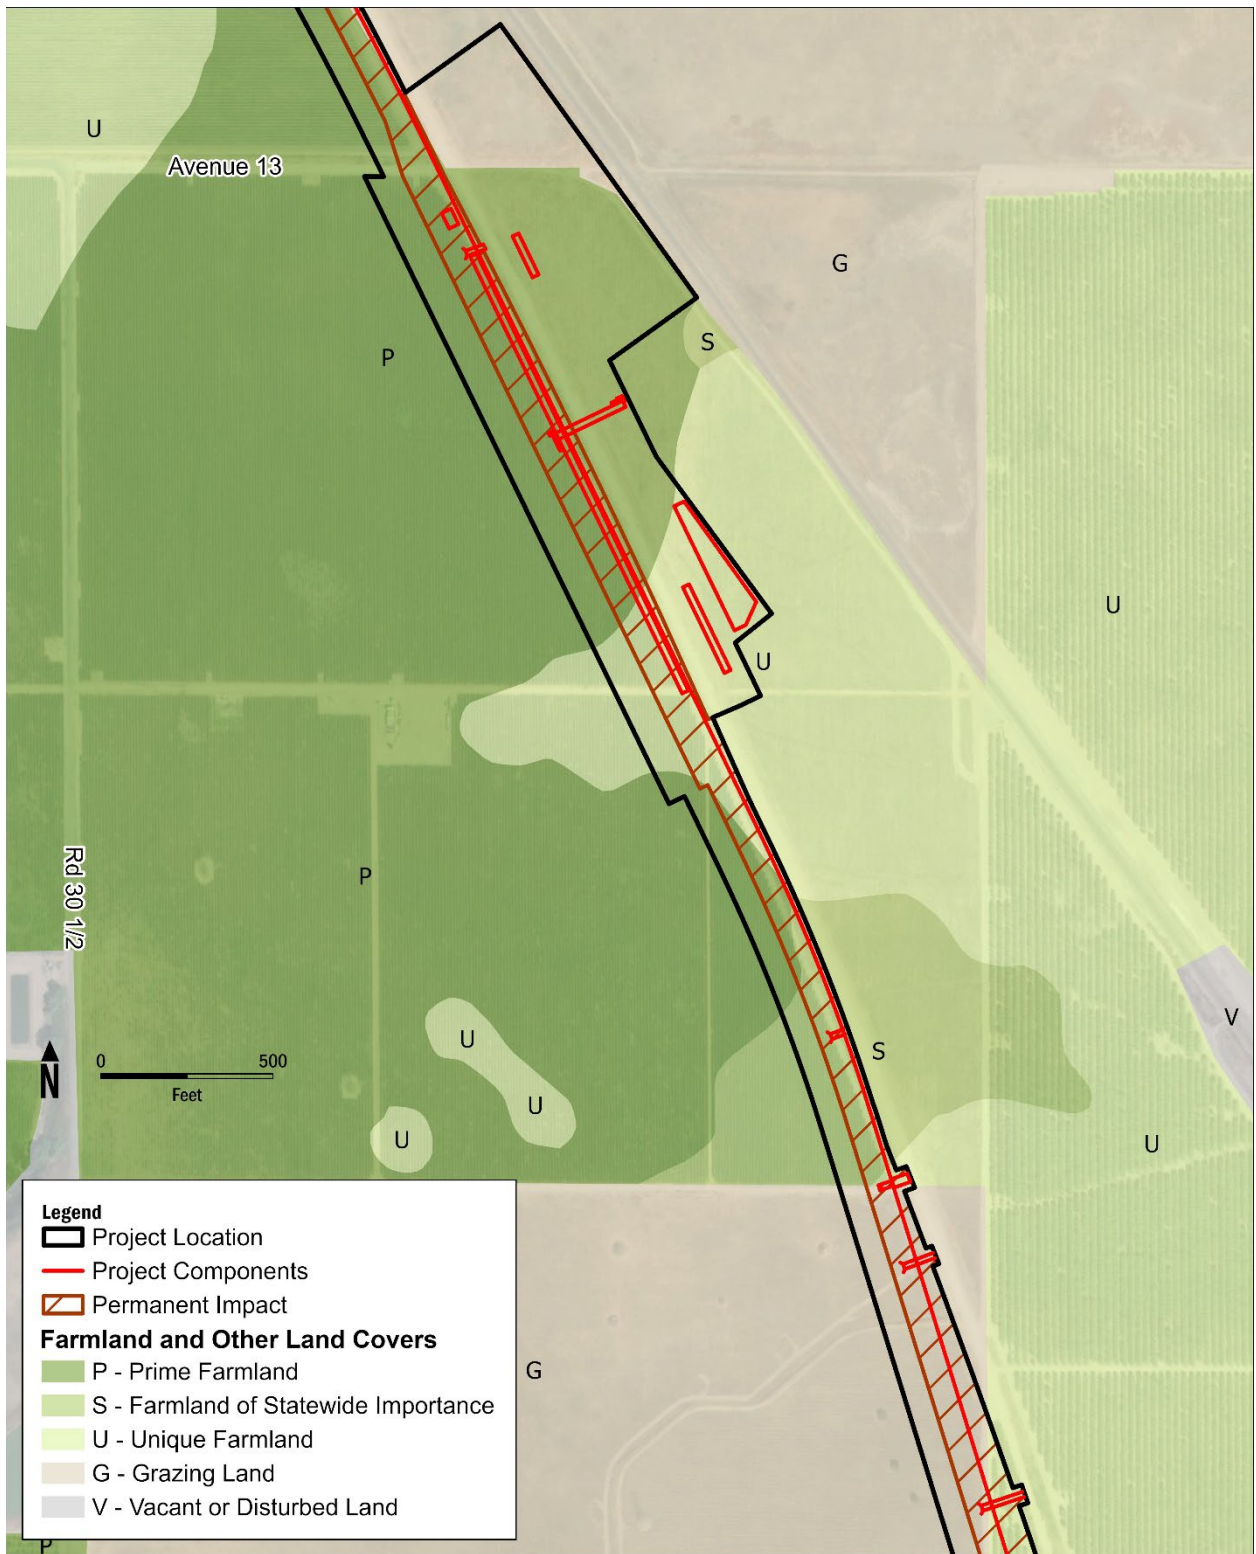 U
Avenue 13
G
P
S
U
U
Rd 30 1/2
P
V
U
S
U
U
U
0 500
Feet
N
G
Legend
Project Location
Project Components
Permanent Impact
Farmland and Other Land Covers
P - Prime Farmland
S - Farmland of Statewide Importance
U - Unique Farmland
G - Grazing Land
V - Vacant or Disturbed Land
P